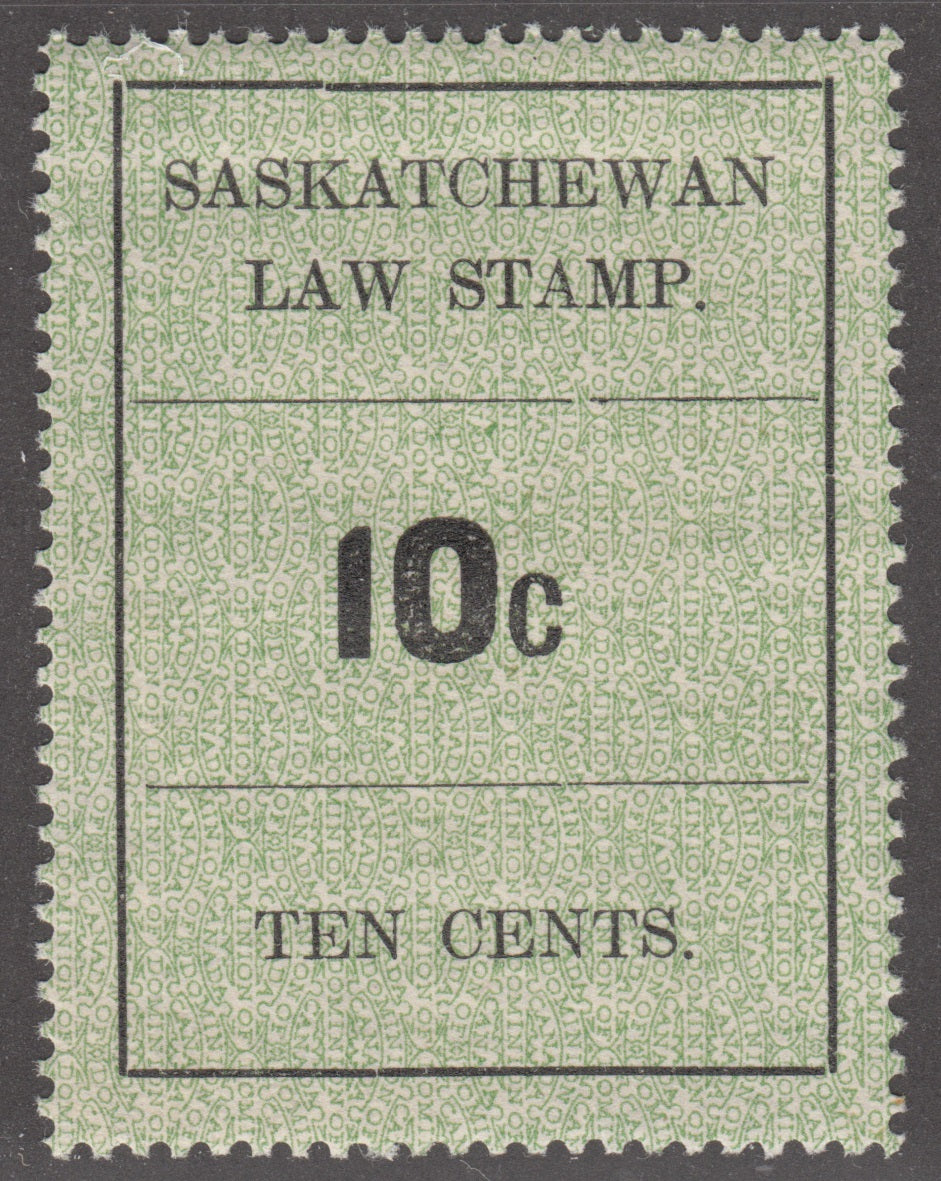 SASKATCHEWAN
LAW STAMP.
10c
TEN CENTS.